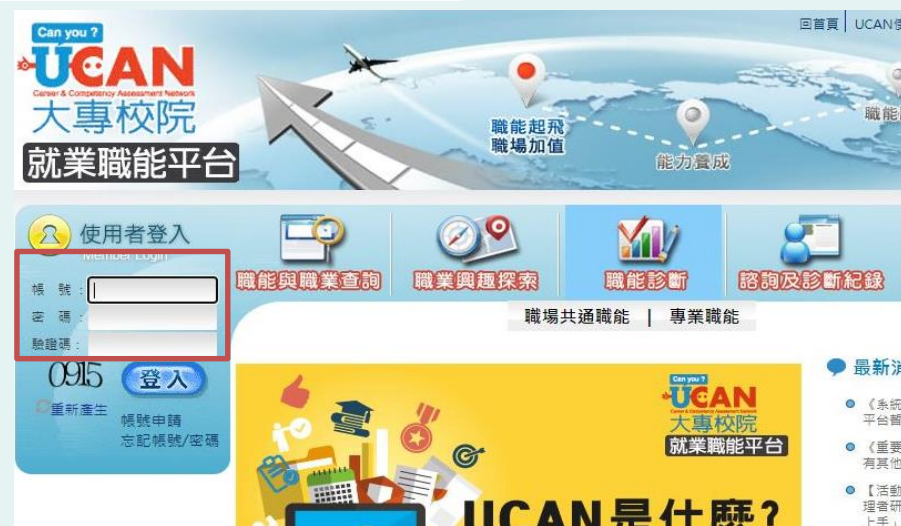 回首頁 | UCAN
Can you ?
UCAN
Career & Competency Assessment Network
大專校院
就業職能平台
職能起飛
職場加值
能力養成
職能
使用者登入
Member Login
帳 號：
密 碼：
驗證碼：
0915
登入
重新產生
帳號申請
忘記帳號/密碼
職能與職業查詢
職業興趣探索
職能診斷
諮詢及診斷紀錄
職場共通職能 | 專業職能
Can you ?
UCAN
Career & Competency Assessment Network
大專校院
就業職能平台
UCAN是什麼?
最新消
《系統
平台暫
《重要
有其他
【活動
理者研
上手」